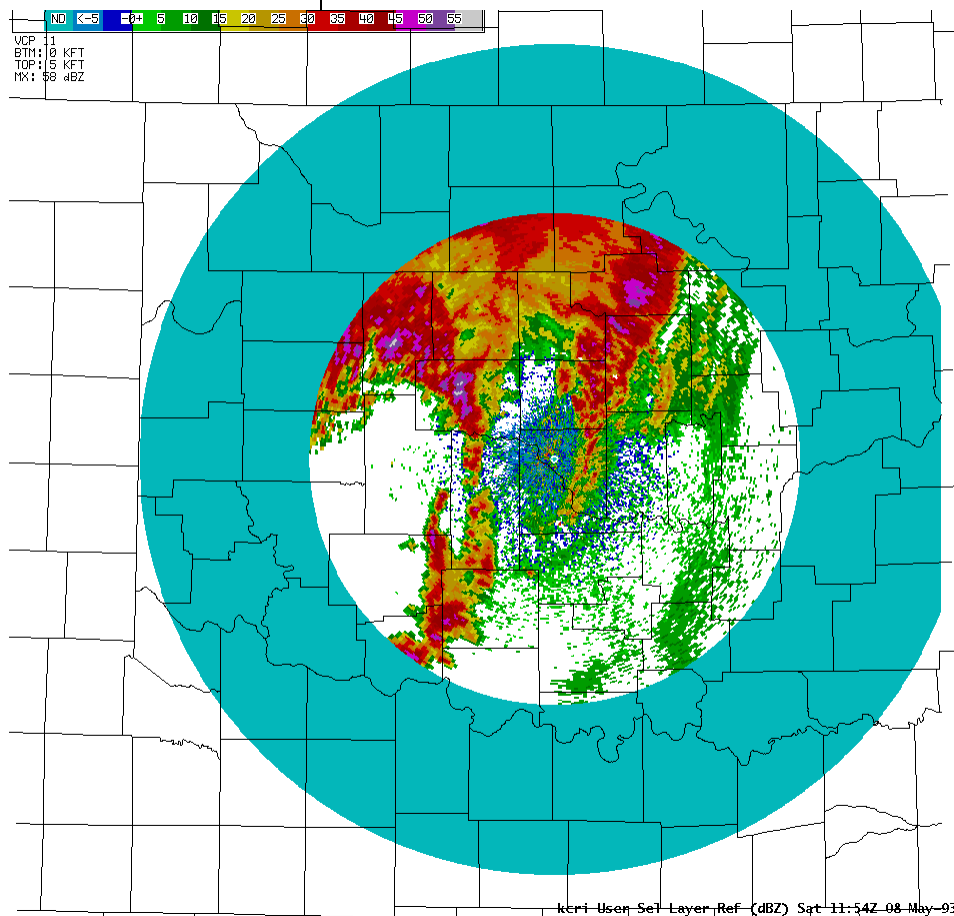 ND <-5 -0+ 5 10 15 20 25 30 35 40 45 50 55
VCP 11
BTM: 0 KFT
TOP: 5 KFT
MX: 58 dBZ
kcri User Sel Layer Ref (dBZ) Sat 11:54Z 08 May-93